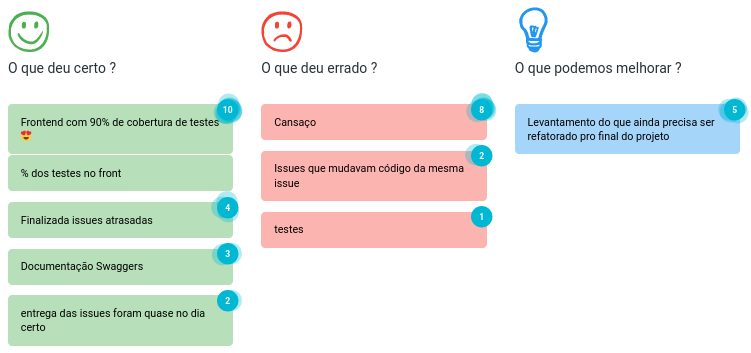 O que deu certo ?
10
Frontend com 90% de cobertura de testes
😍
% dos testes no front
4
Finalizada issues atrasadas
3
Documentação Swaggers
2
entrega das issues foram quase no dia
certo
O que deu errado ?
8
Cansaço
2
Issues que mudavam código da mesma
issue
1
testes
O que podemos melhorar ?
5
Levantamento do que ainda precisa ser
refatorado pro final do projeto